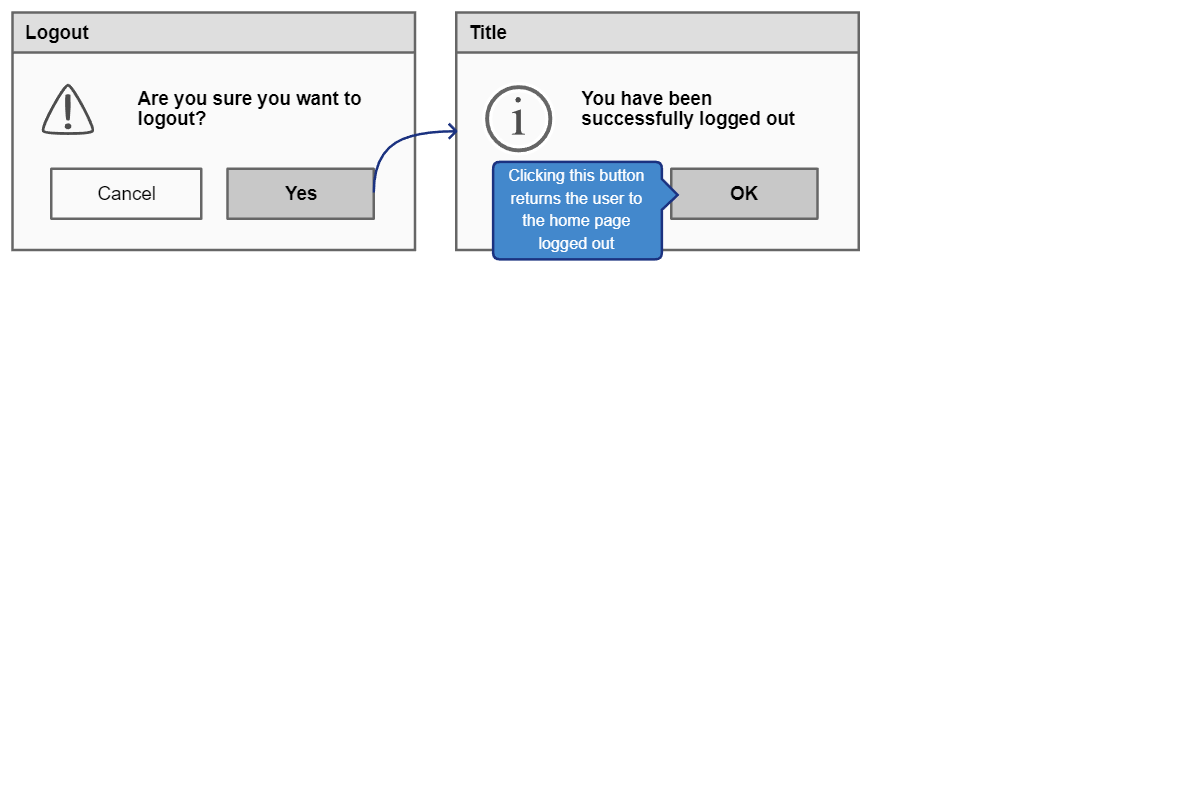 Logout
Are you sure you want to
logout?
Cancel
Yes
Title
You have been
successfully logged out
Clicking this button
returns the user to
the home page
logged out
OK